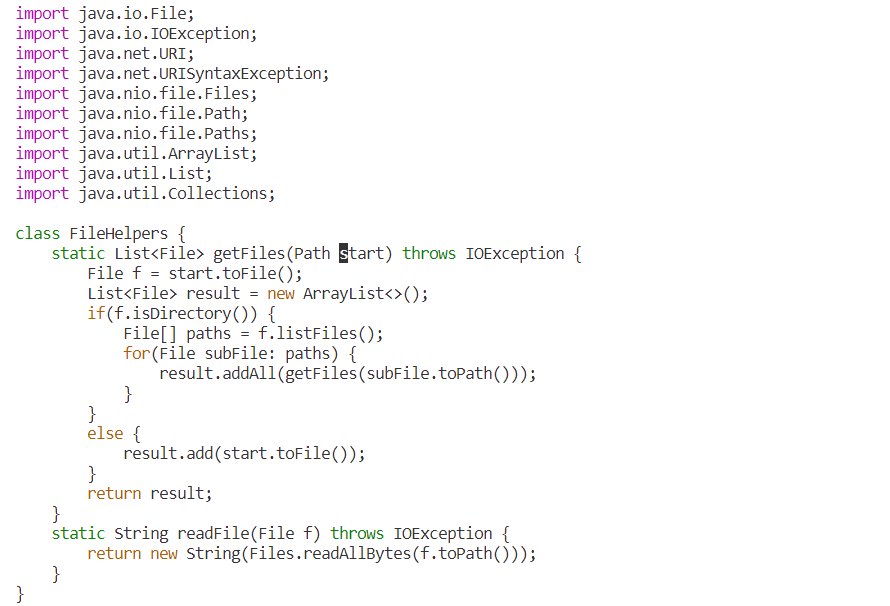 import java.io.File;
import java.io.IOException;
import java.net.URI;
import java.net.URISyntaxException;
import java.nio.file.Files;
import java.nio.file.Path;
import java.nio.file.Paths;
import java.util.ArrayList;
import java.util.List;
import java.util.Collections;

class FileHelpers {
    static List<File> getFiles(Path start) throws IOException {
        File f = start.toFile();
        List<File> result = new ArrayList<>();
        if(f.isDirectory()) {
            File[] paths = f.listFiles();
            for(File subFile: paths) {
                result.addAll(getFiles(subFile.toPath()));
            }
        }
        else {
            result.add(start.toFile());
        }
        return result;
    }
    static String readFile(File f) throws IOException {
        return new String(Files.readAllBytes(f.toPath()));
    }
}